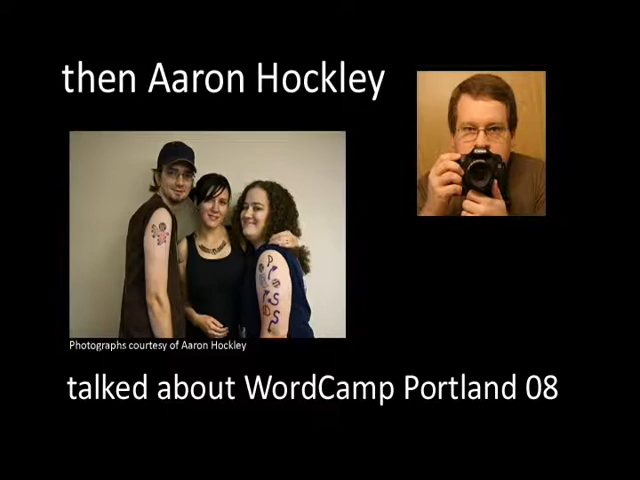 then Aaron Hockley
Photographs courtesy of Aaron Hockley
talked about WordCamp Portland 08